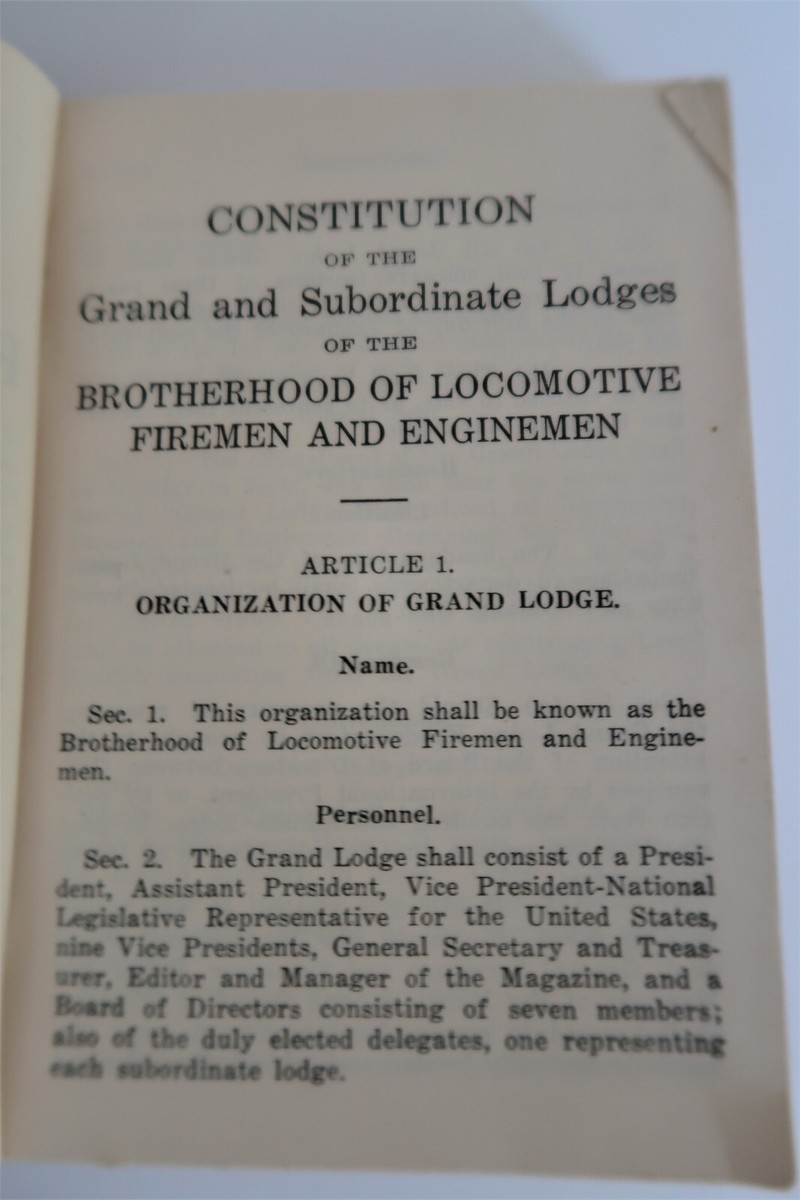 CONSTITUTION
OF THE
Grand and Subordinate Lodges
OF THE
BROTHERHOOD OF LOCOMOTIVE
FIREMEN AND ENGINEMEN
ARTICLE 1.
ORGANIZATION OF GRAND LODGE.
Name.
Sec. 1. This organization shall be known as the
Brotherhood of Locomotive Firemen and Engine-
men.
Personnel.
Sec. 2. The Grand Lodge shall consist of a Presi-
dent, Assistant President, Vice President-National
Legislative Representative for the United States,
nine Vice Presidents, General Secretary and Treas-
urer, Editor and Manager of the Magazine, and a
Board of Directors consisting of seven members;
also of the duly elected delegates, one representing
each subordinate lodge.